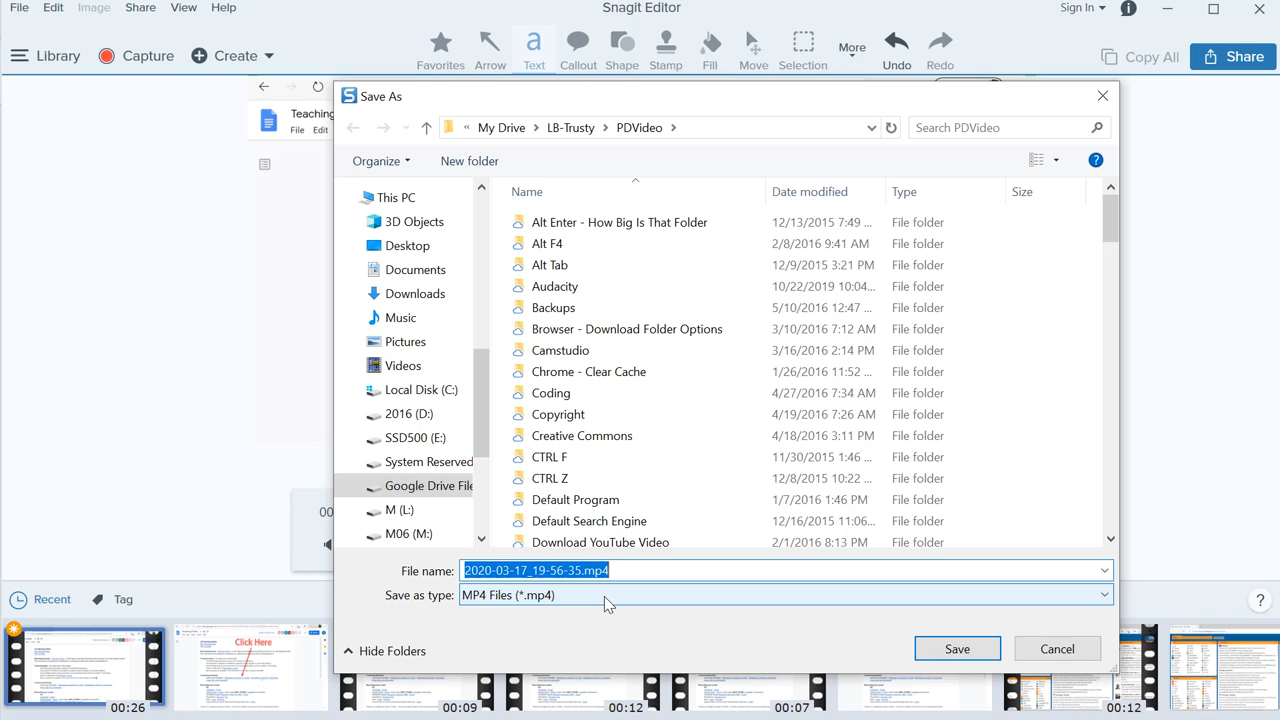 File Edit Image Share View Help Snagit Editor Sign In
Library Capture Create Favorites Arrow Text Callout Shape Stamp Fill Move Selection More Undo Redo Copy All Share
Save As
Teaching
File Edit
« My Drive > LB-Trusty > PDVideo > Search PDVideo
Organize New folder
Name Date modified Type Size
This PC
3D Objects
Desktop
Documents
Downloads
Music
Pictures
Videos
Local Disk (C:)
2016 (D:)
SSD500 (E:)
System Reserved
Google Drive File
M (L:)
M06 (M:)
Alt Enter - How Big Is That Folder 12/13/2015 7:49 ... File folder
Alt F4 2/8/2016 9:41 AM File folder
Alt Tab 12/9/2015 3:21 PM File folder
Audacity 10/22/2019 10:04... File folder
Backups 5/10/2016 12:47 ... File folder
Browser - Download Folder Options 3/10/2016 7:12 AM File folder
Camstudio 3/16/2016 2:14 PM File folder
Chrome - Clear Cache 1/26/2016 11:52 ... File folder
Coding 4/27/2016 7:34 AM File folder
Copyright 4/19/2016 7:26 AM File folder
Creative Commons 4/18/2016 3:11 PM File folder
CTRL F 11/30/2015 1:46 ... File folder
CTRL Z 12/8/2015 10:22 ... File folder
Default Program 1/7/2016 1:46 PM File folder
Default Search Engine 12/16/2015 11:06... File folder
Download YouTube Video 2/1/2016 8:13 PM File folder
00
File name: 2020-03-17_19-56-35.mp4
Save as type: MP4 Files (*.mp4)
Recent Tag
Hide Folders Save Cancel
Click Here
00:26 00:09 00:12 00:12